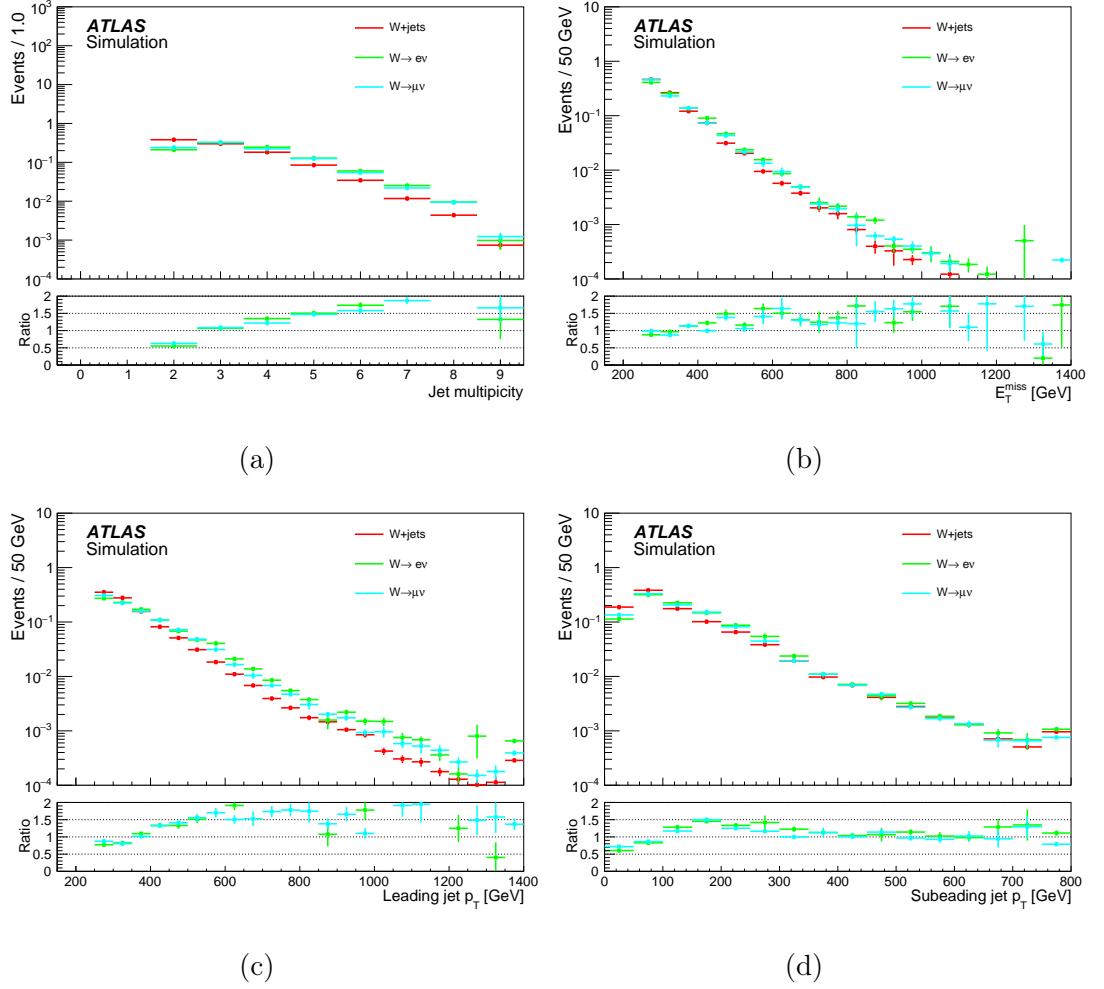 ATLAS
Simulation
W+jets
W→ eν
W→μν
Events / 1.0
10³
10²
10
1
10⁻¹
10⁻²
10⁻³
10⁻⁴
Ratio
2
1.5
1
0.5
0
0 1 2 3 4 5 6 7 8 9
Jet multipicity
(a)
ATLAS
Simulation
W+jets
W→ eν
W→μν
Events / 50 GeV
10
1
10⁻¹
10⁻²
10⁻³
10⁻⁴
Ratio
2
1.5
1
0.5
0
200 400 600 800 1000 1200 1400
E_T^miss [GeV]
(b)
ATLAS
Simulation
W+jets
W→ eν
W→μν
Events / 50 GeV
10
1
10⁻¹
10⁻²
10⁻³
10⁻⁴
Ratio
2
1.5
1
0.5
0
200 400 600 800 1000 1200 1400
Leading jet p_T [GeV]
(c)
ATLAS
Simulation
W+jets
W→ eν
W→μν
Events / 50 GeV
10
1
10⁻¹
10⁻²
10⁻³
10⁻⁴
Ratio
2
1.5
1
0.5
0
0 100 200 300 400 500 600 700 800
Subeading jet p_T [GeV]
(d)